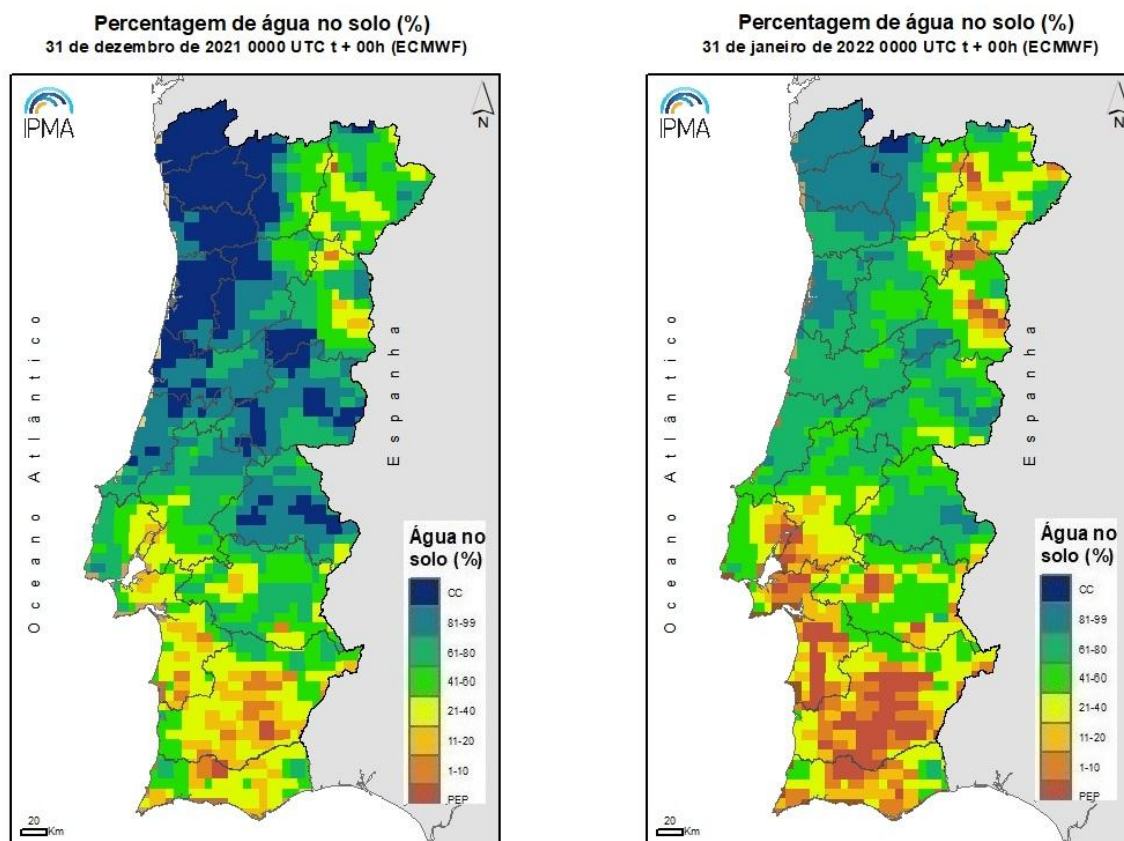 Percentagem de água no solo (%)
31 de dezembro de 2021 0000 UTC t + 00h (ECMWF)
IPMA
N
Oceano Atlântico
Espanha
Água no
solo (%)
CC
81-99
61-80
41-60
21-40
11-20
1-10
PEP
20
Km
Percentagem de água no solo (%)
31 de janeiro de 2022 0000 UTC t + 00h (ECMWF)
IPMA
N
Oceano Atlântico
Espanha
Água no
solo (%)
CC
81-99
61-80
41-60
21-40
11-20
1-10
PEP
20
Km